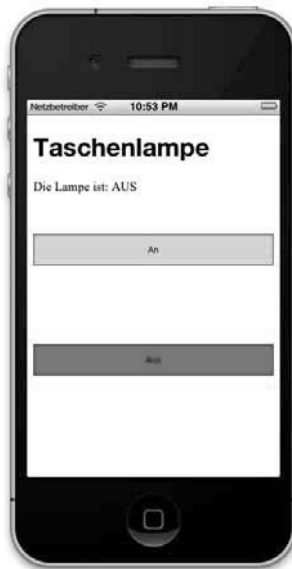 Netzbetreiber 10:53 PM
Taschenlampe
Die Lampe ist: AUS
An
Aus